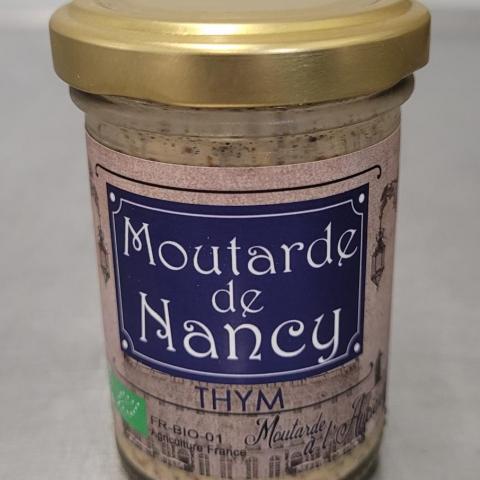 Moutarde
de
Nancy
THYM
FR-BIO-01
Agriculture France
Moutarde
à l'